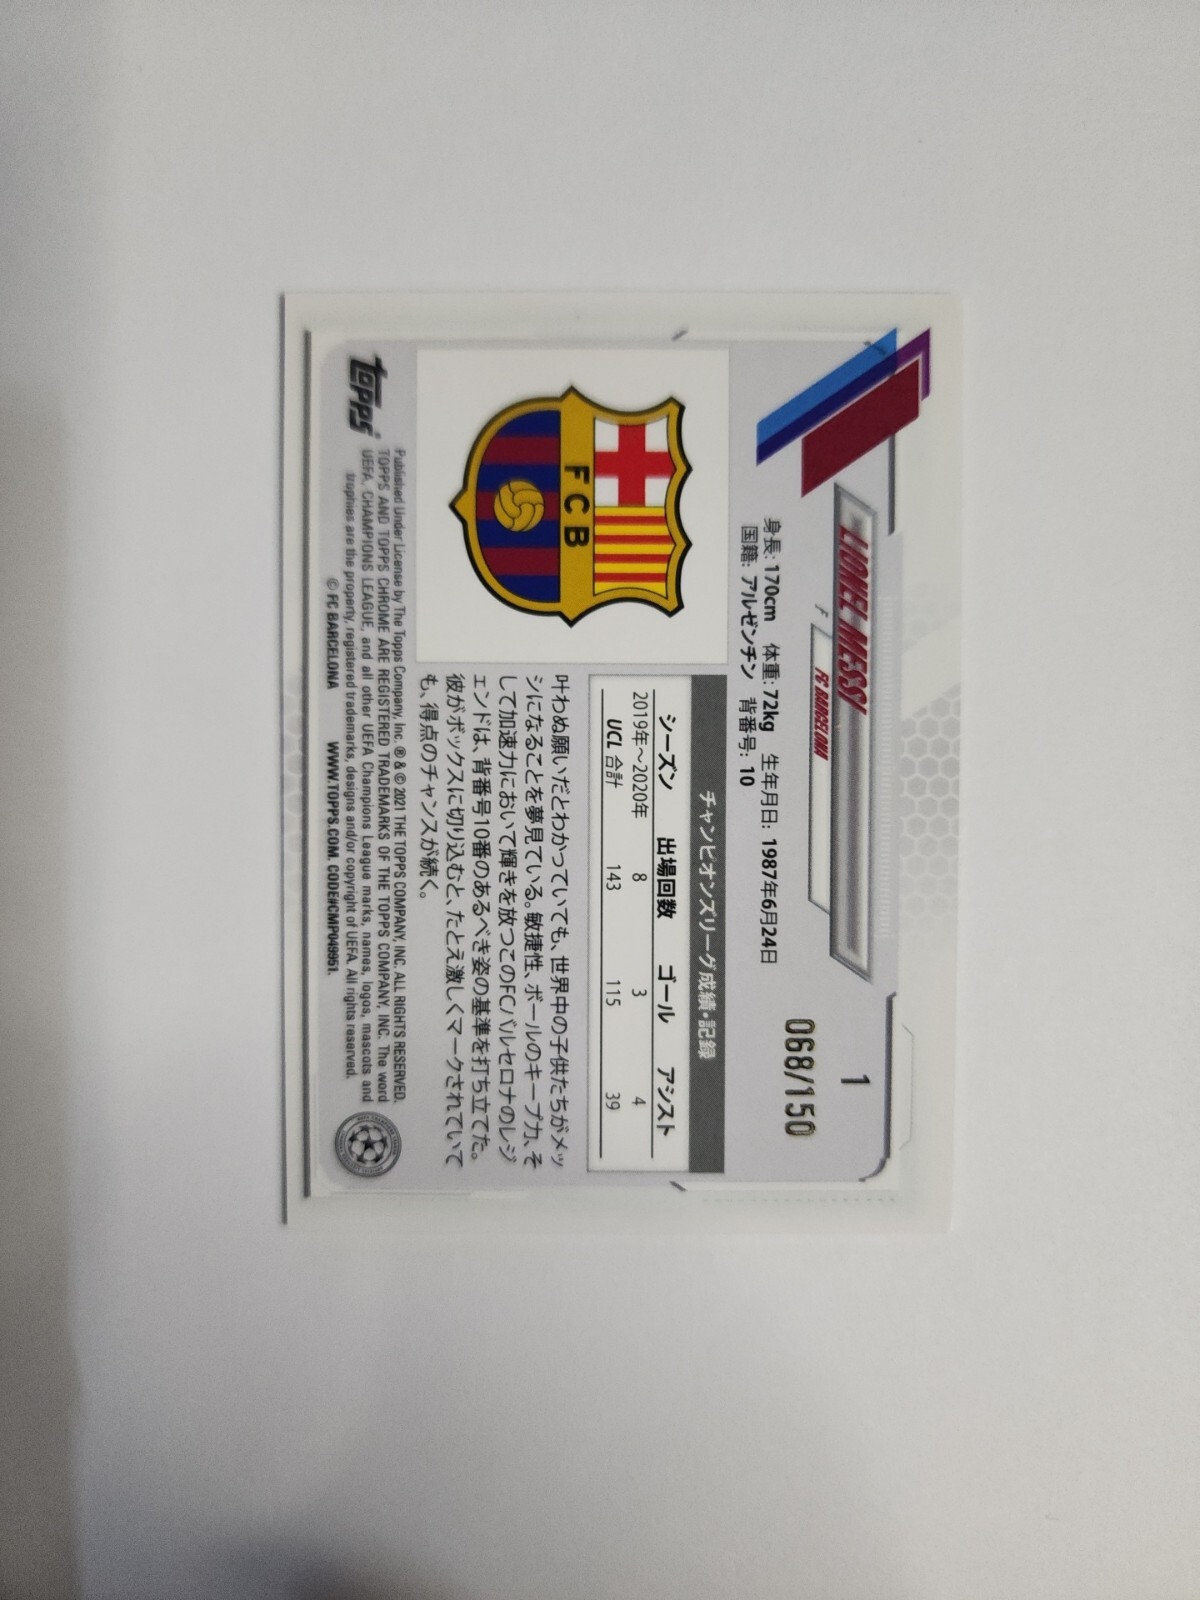 1
LIONEL MESSI
068/150
F
FC BARCELONA
身長: 170cm 体重: 72kg 生年月日: 1987年6月24日
国籍: アルゼンチン 背番号: 10
FCB
チャンピオンズリーグ成績・記録
シーズン 出場回数 ゴール アシスト
2019年～2020年 8 3 4
UCL 合計 143 115 39
叶わぬ願いだとわかっていても、世界中の子供たちがメッ
シになることを夢見ている。敏捷性、ボールのキープ力、そ
して加速力において輝きを放つこのFCバルセロナのレジ
ェンドは、背番号10番のあるべき姿の基準を打ち立てた。
彼がボックスに切り込むと、たとえ激しくマークされていて
も、得点のチャンスが続く。
topps®
Published Under License by The Topps Company, Inc. ® & © 2021 THE TOPPS COMPANY, INC. ALL RIGHTS RESERVED.
TOPPS AND TOPPS CHROME ARE REGISTERED TRADEMARKS OF THE TOPPS COMPANY, INC. The word
UEFA, CHAMPIONS LEAGUE, and all other UEFA Champions League marks, names, logos, mascots and
trophies are the property, registered trademarks, designs and/or copyright of UEFA. All rights reserved.
© FC BARCELONA WWW.TOPPS.COM. CODE#CMP049951.